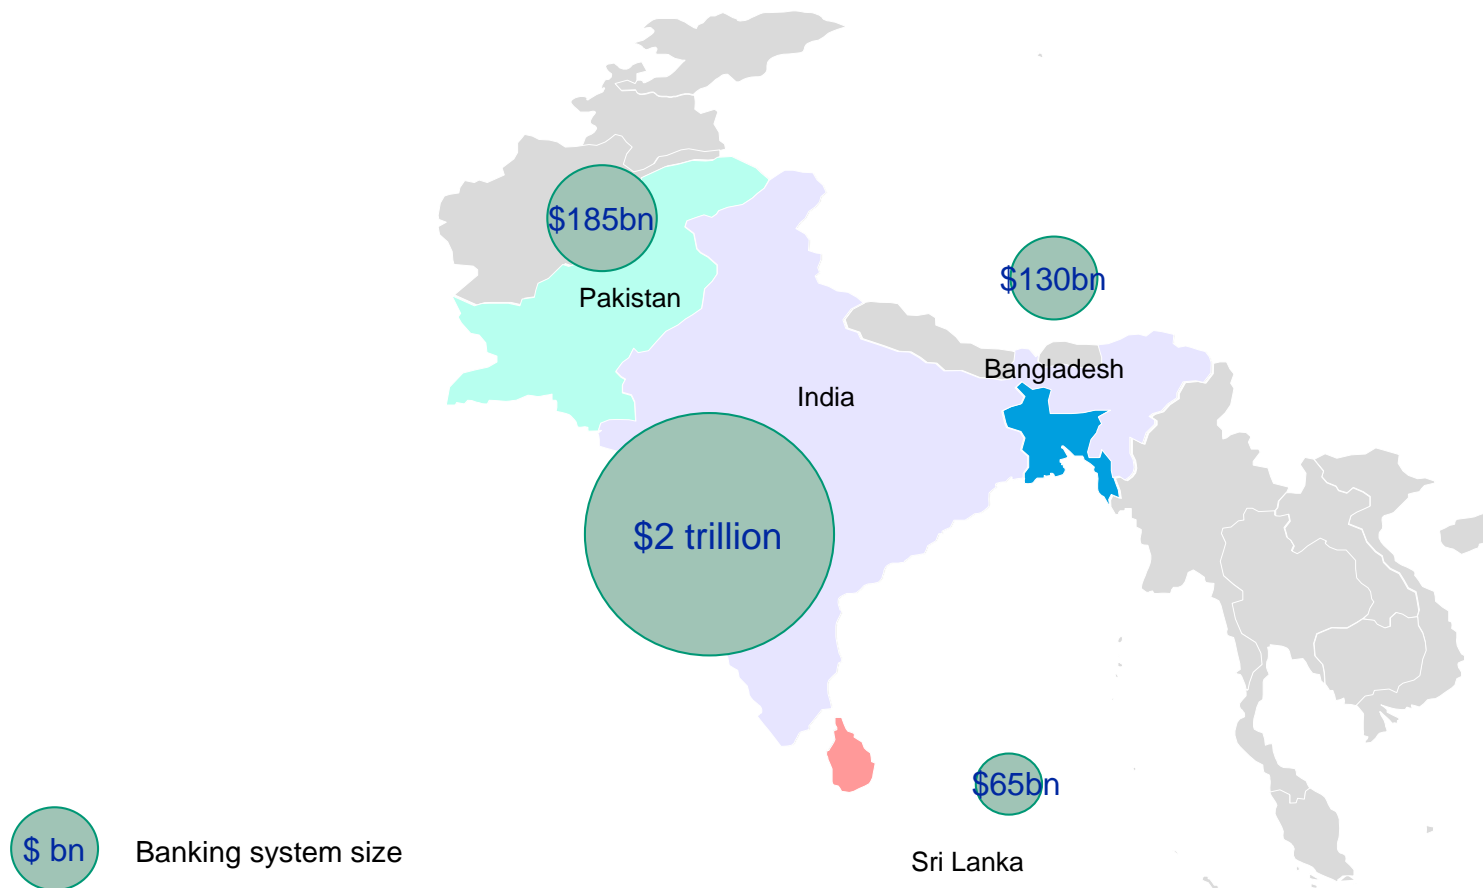 $185bn
Pakistan
$130bn
Bangladesh
India
$2 trillion
$65bn
Sri Lanka
$ bn
Banking system size